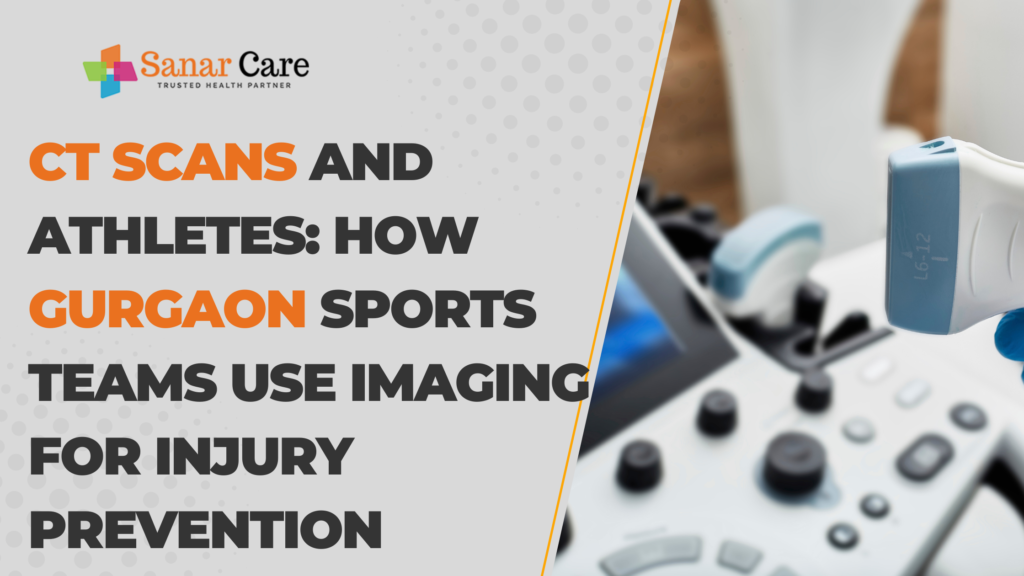 Sanar Care
TRUSTED HEALTH PARTNER
CT SCANS AND
ATHLETES: HOW
GURGAON SPORTS
TEAMS USE IMAGING
FOR INJURY
PREVENTION
L6-12